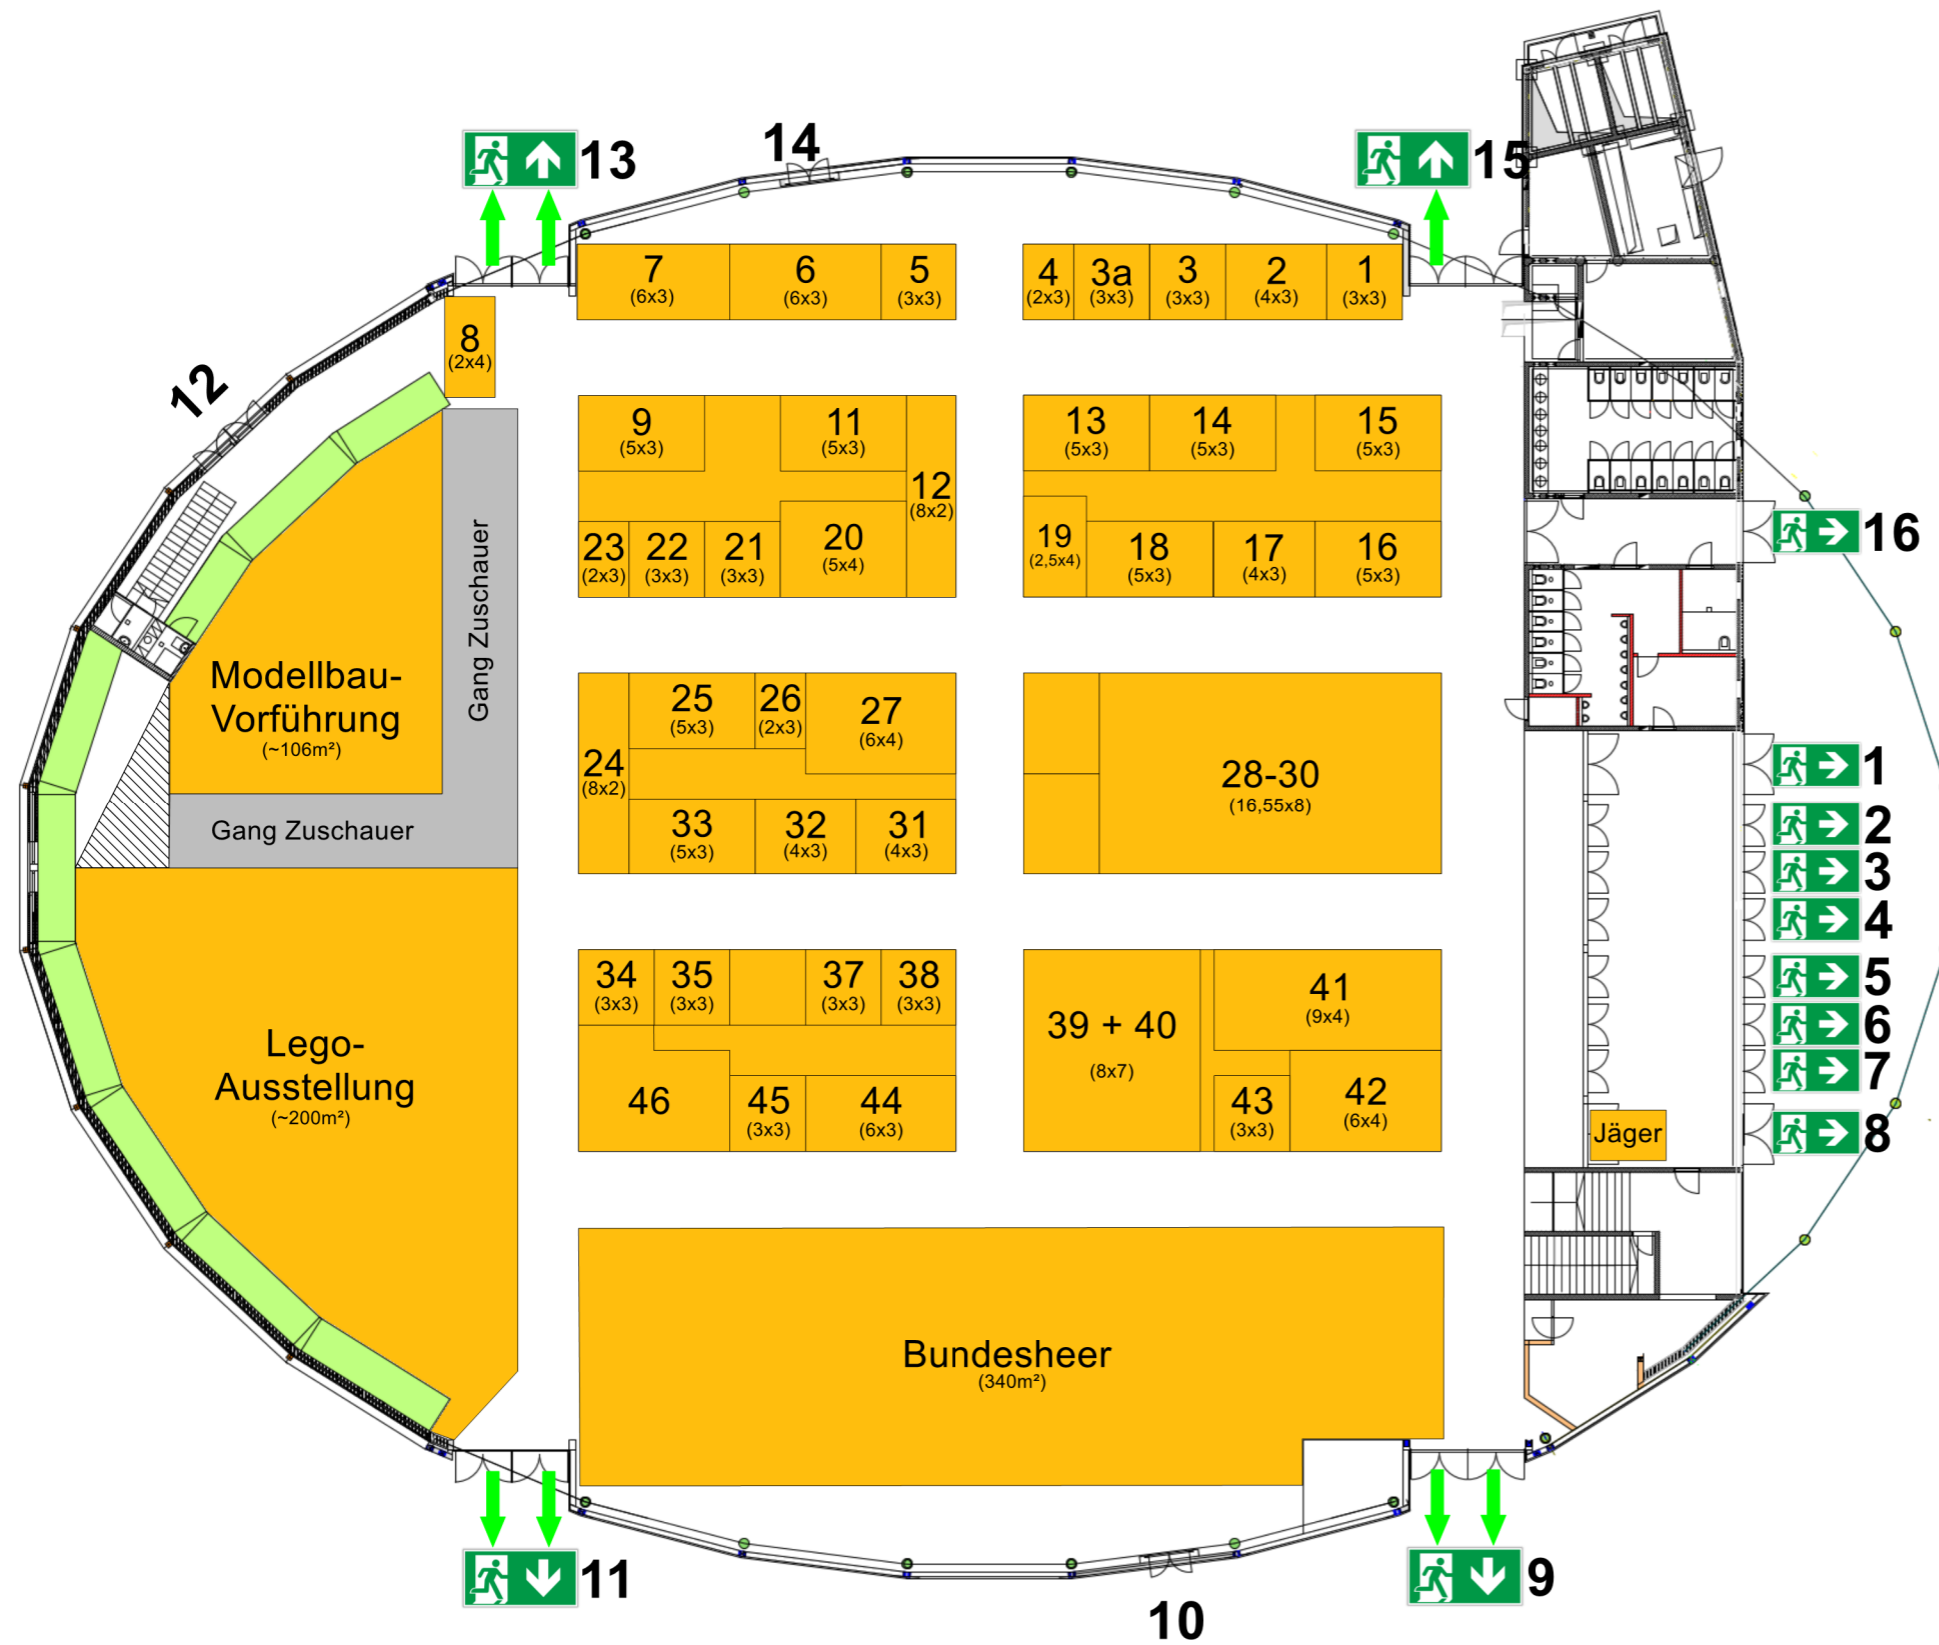 14
13
15
7
(6x3)
6
(6x3)
5
(3x3)
4
(2x3)
3a
(3x3)
3
(3x3)
2
(4x3)
1
(3x3)
8
(2x4)
12
9
(5x3)
11
(5x3)
12
(8x2)
13
(5x3)
14
(5x3)
15
(5x3)
23
(2x3)
22
(3x3)
21
(3x3)
20
(5x4)
19
(2,5x4)
18
(5x3)
17
(4x3)
16
(5x3)
16
Gang Zuschauer
Modellbau-
Vorführung
(~106m²)
Gang Zuschauer
24
(8x2)
25
(5x3)
26
(2x3)
27
(6x4)
28-30
(16,55x8)
33
(5x3)
32
(4x3)
31
(4x3)
1
2
3
4
5
6
7
8
Lego-
Ausstellung
(~200m²)
34
(3x3)
35
(3x3)
37
(3x3)
38
(3x3)
39 + 40
(8x7)
41
(9x4)
46
45
(3x3)
44
(6x3)
43
(3x3)
42
(6x4)
Jäger
Bundesheer
(340m²)
11
9
10